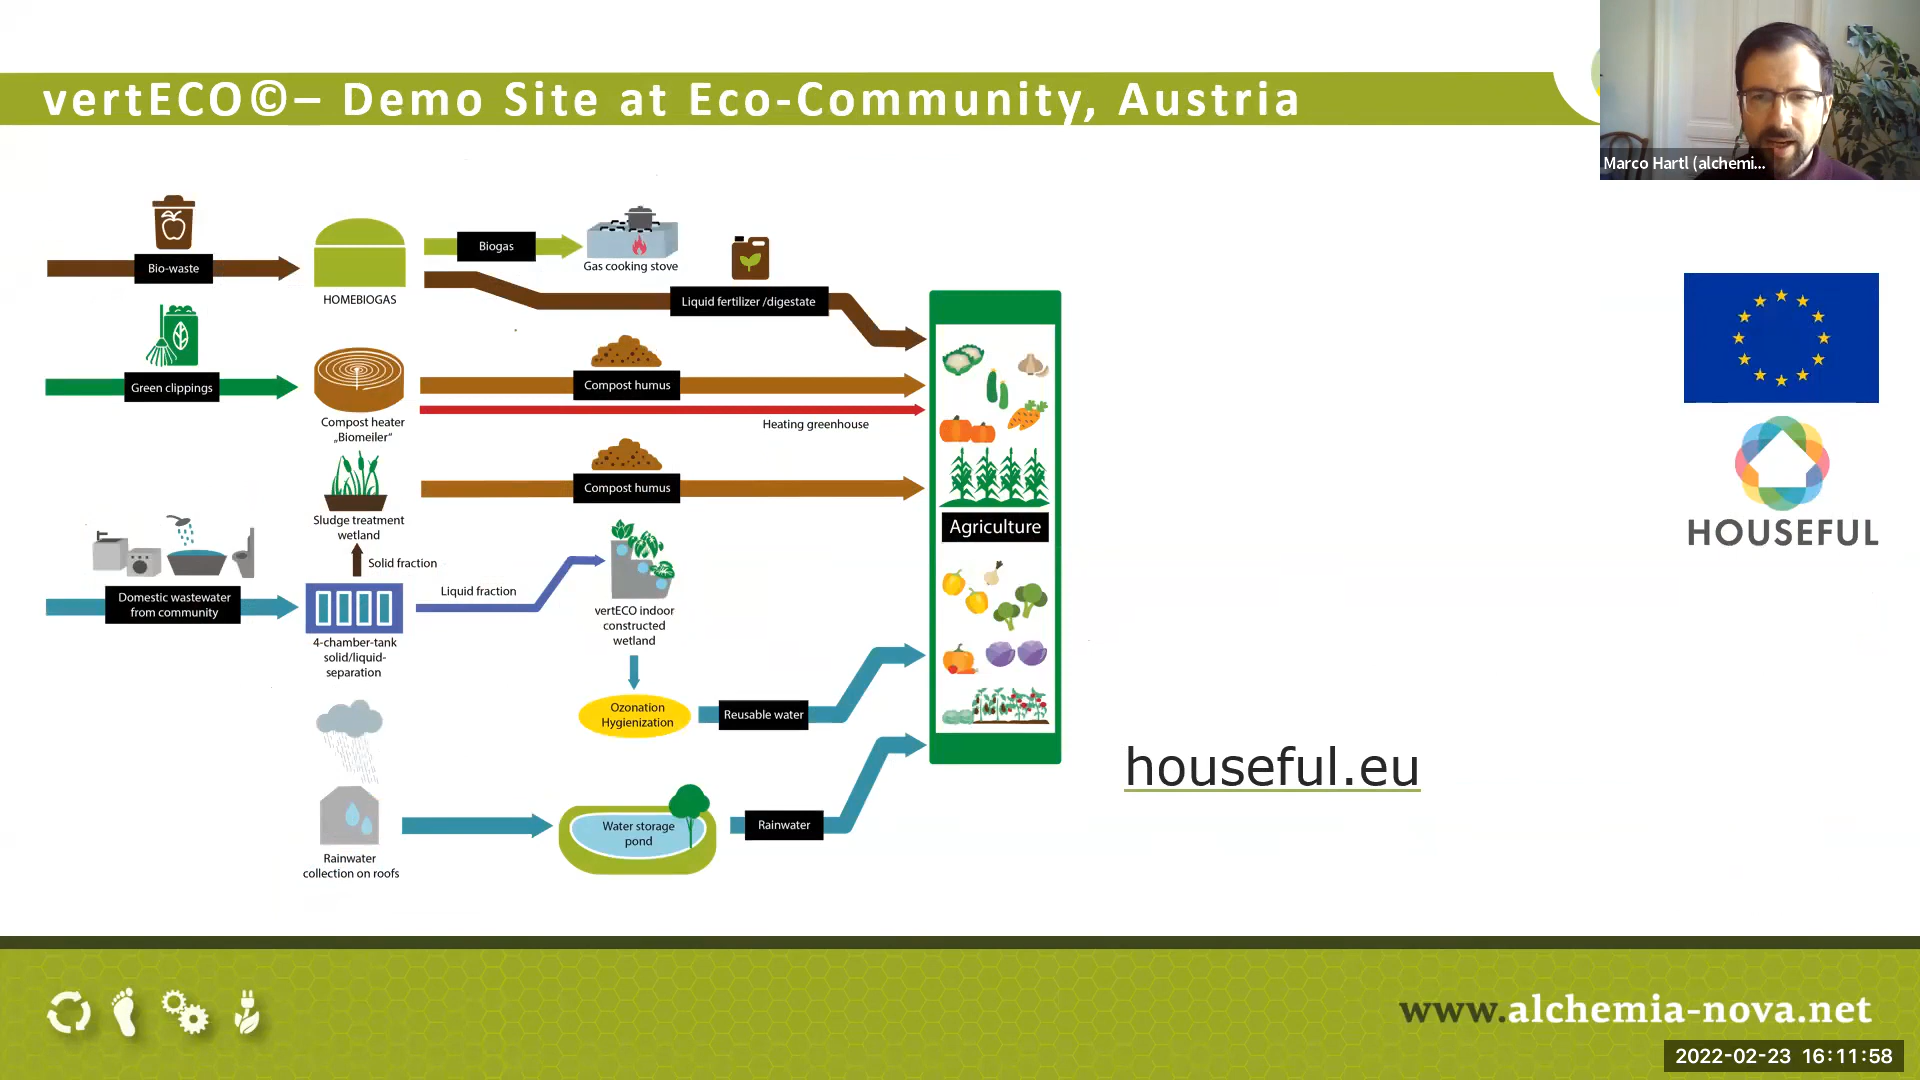 vertECO©– Demo Site at Eco-Community, Austria
Marco Hartl (alchemi...
Bio-waste
HOMEBIOGAS
Biogas
Gas cooking stove
Liquid fertilizer /digestate
Green clippings
Compost heater
„Biomeiler“
Compost humus
Heating greenhouse
Sludge treatment
wetland
Compost humus
Solid fraction
Domestic wastewater
from community
4-chamber-tank
solid/liquid-
separation
Liquid fraction
vertECO indoor
constructed
wetland
Ozonation
Hygienization
Reusable water
Rainwater
collection on roofs
Water storage
pond
Rainwater
Agriculture
HOUSEFUL
houseful.eu
www.alchemia-nova.net
2022-02-23 16:11:58